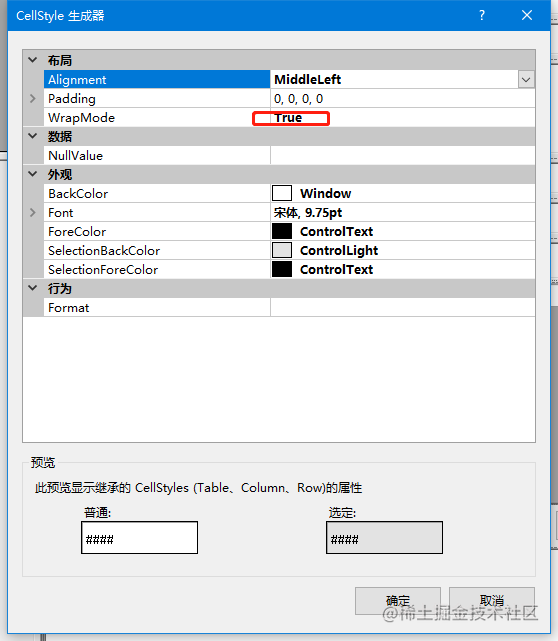 CellStyle 生成器
布局
Alignment MiddleLeft
Padding 0, 0, 0, 0
WrapMode True
数据
NullValue
外观
BackColor Window
Font 宋体, 9.75pt
ForeColor ControlText
SelectionBackColor ControlLight
SelectionForeColor ControlText
行为
Format
预览
此预览显示继承的 CellStyles (Table、Column、Row)的属性
普通: 选定:
#### ####
确定 取消
@稀土掘金技术社区